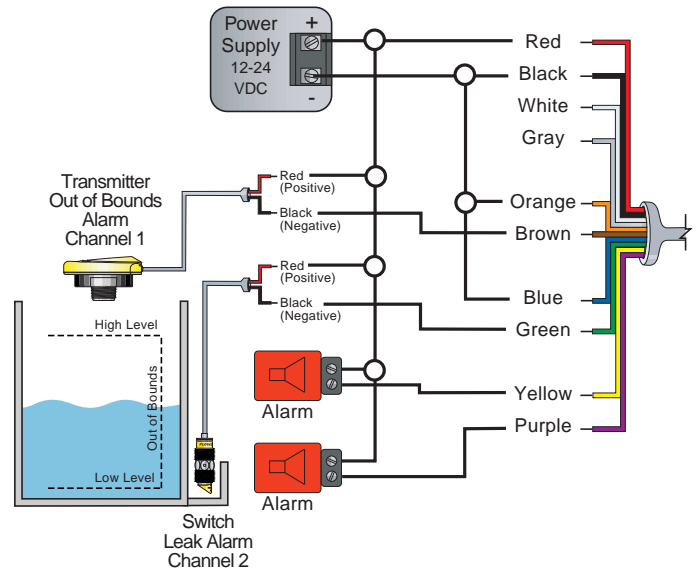 Power
Supply
12-24
VDC
+
-
Red
Black
White
Gray
Orange
Brown
Blue
Green
Yellow
Purple
Transmitter
Out of Bounds
Alarm
Channel 1
Red
(Positive)
Black
(Negative)
Red
(Positive)
Black
(Negative)
High Level
Out of Bounds
Low Level
Alarm
Alarm
Switch
Leak Alarm
Channel 2